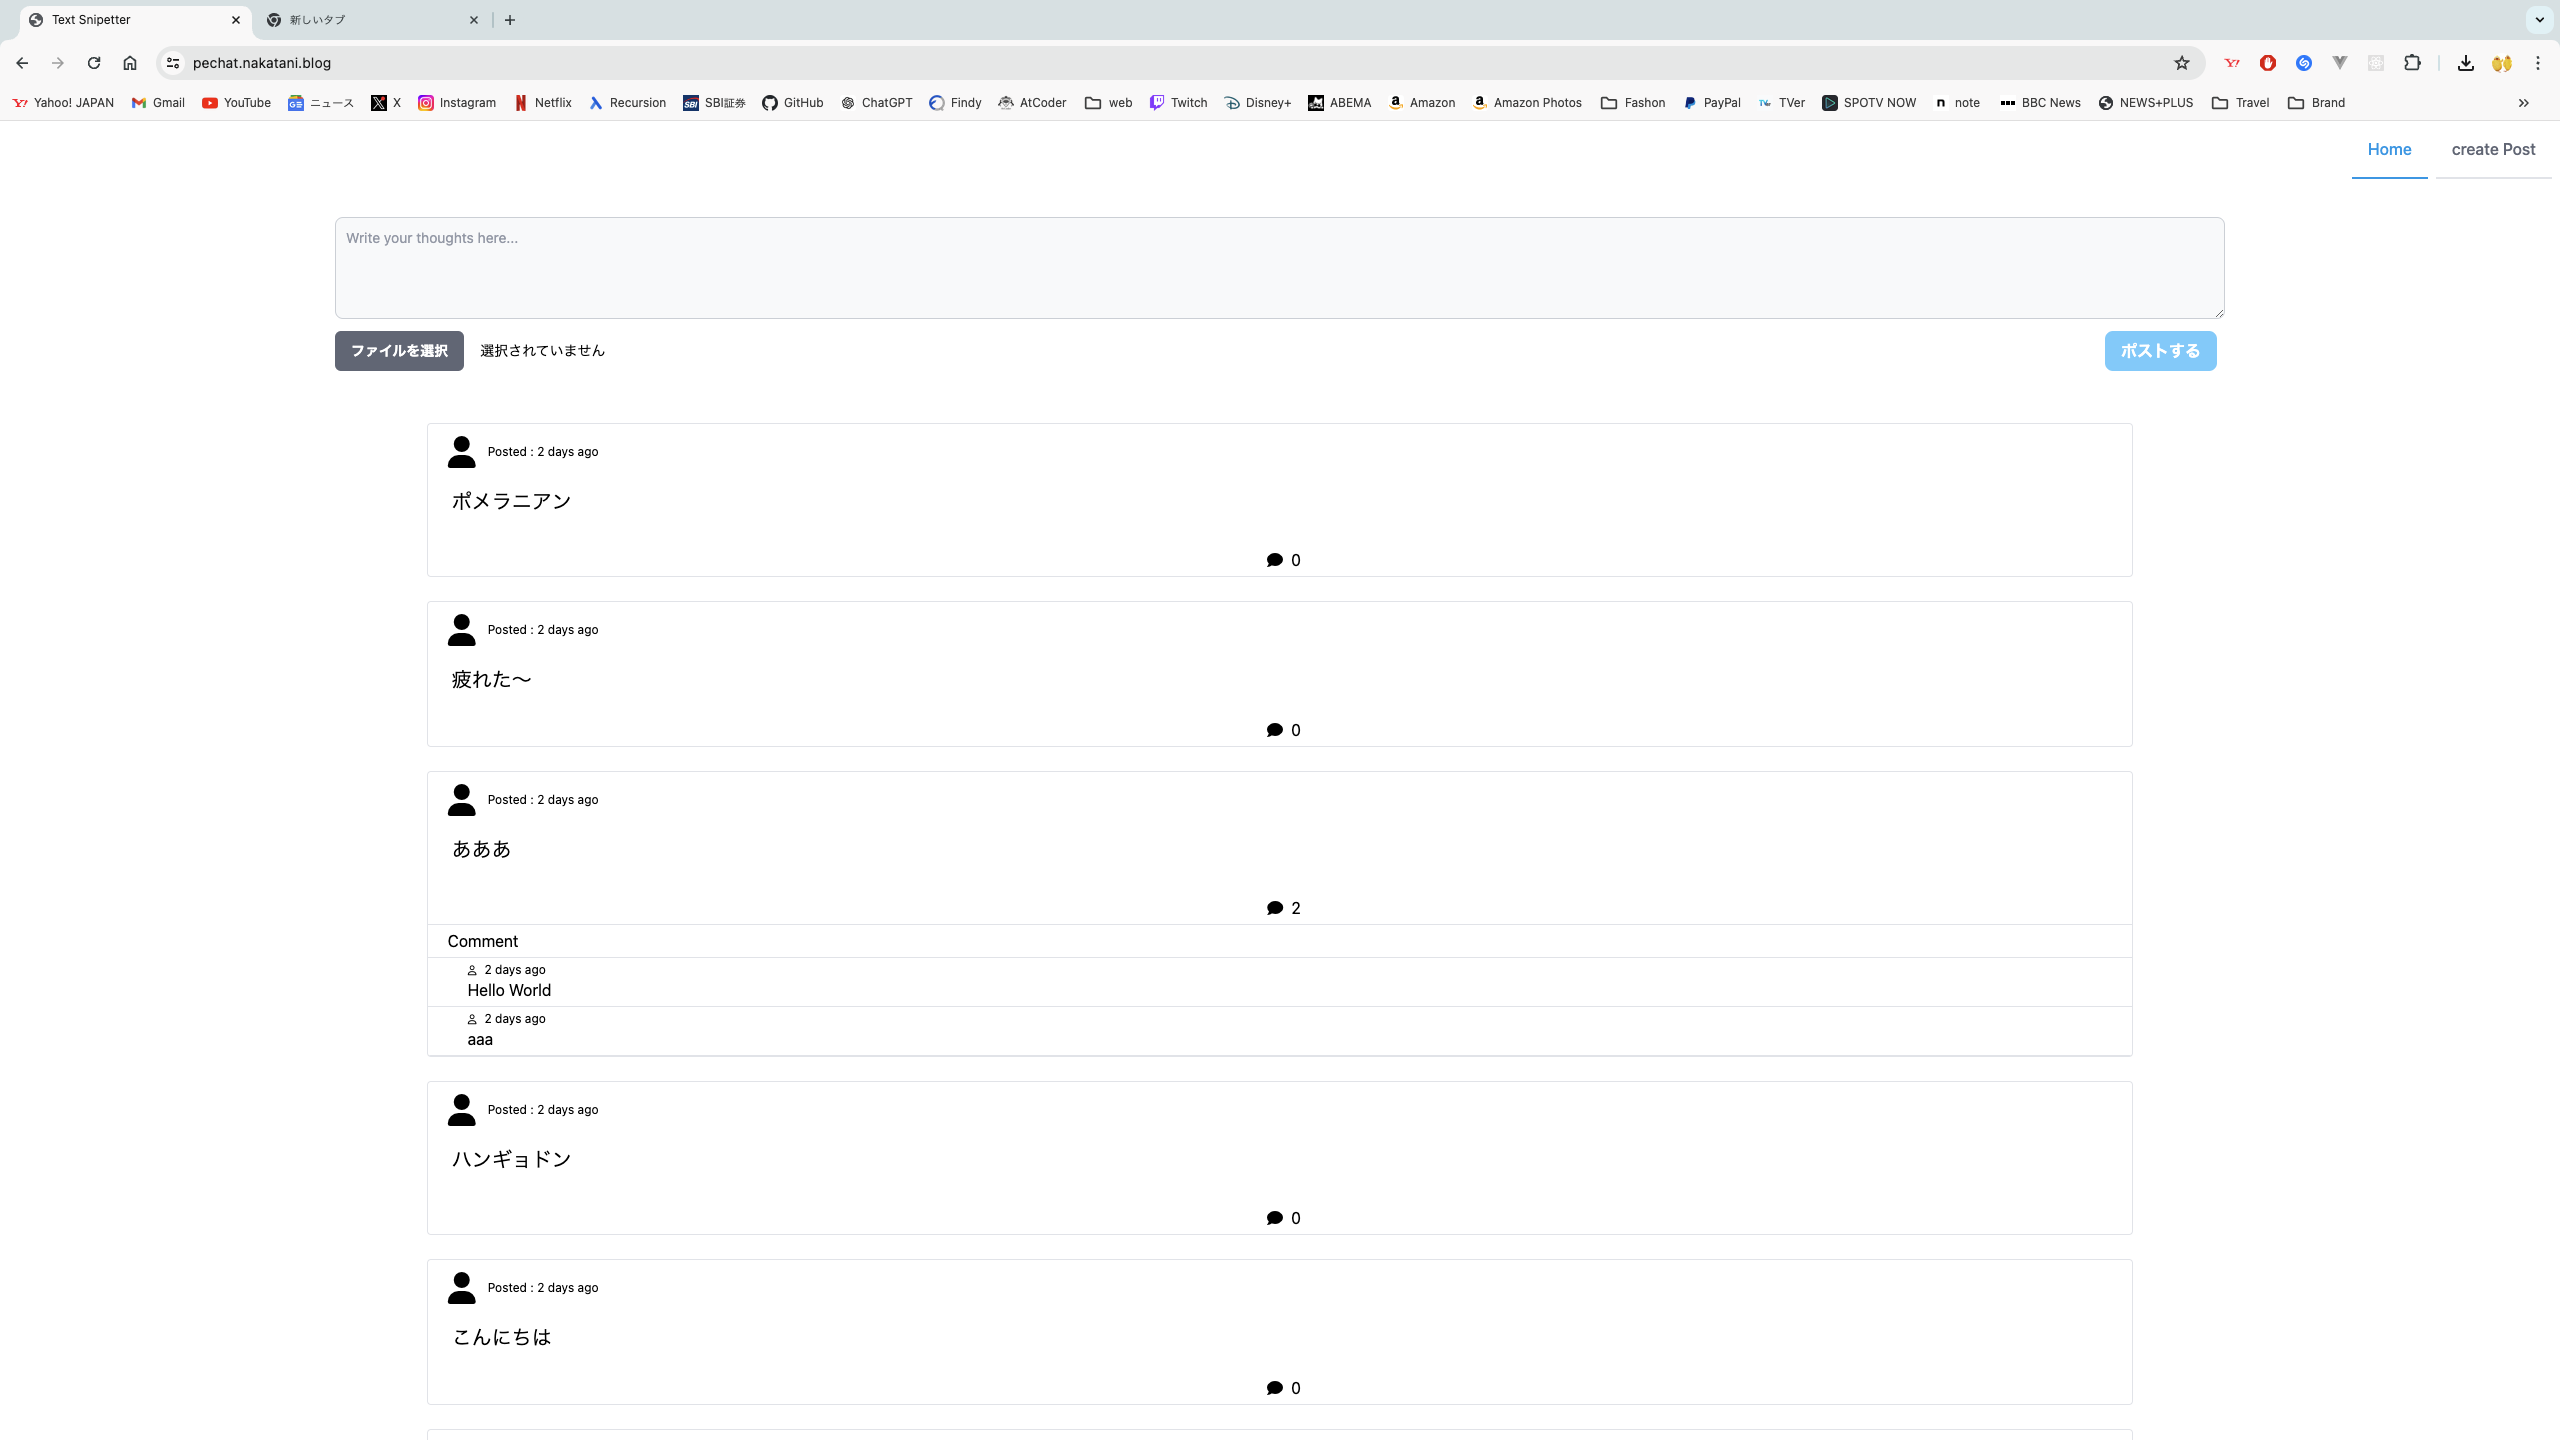 Text Snipetter
新しいタブ
pechat.nakatani.blog
Yahoo! JAPAN Gmail YouTube ニュース X Instagram Netflix Recursion SBI証券 GitHub ChatGPT Findy AtCoder web Twitch Disney+ ABEMA Amazon Amazon Photos Fashon PayPal TVer SPOTV NOW note BBC News NEWS+PLUS Travel Brand
Home create Post
Write your thoughts here...
ファイルを選択 選択されていません ポストする
Posted : 2 days ago
ポメラニアン
0
Posted : 2 days ago
疲れた〜
0
Posted : 2 days ago
あああ
2
Comment
2 days ago
Hello World
2 days ago
aaa
Posted : 2 days ago
ハンギョドン
0
Posted : 2 days ago
こんにちは
0